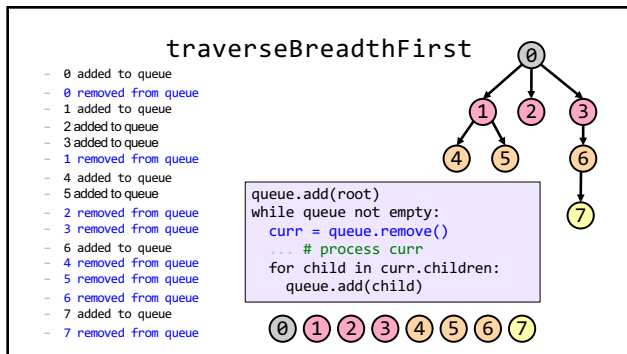 traverseBreadthFirst
– 0 added to queue
– 0 removed from queue
– 1 added to queue
– 2 added to queue
– 3 added to queue
– 1 removed from queue
– 4 added to queue
– 5 added to queue
– 2 removed from queue
– 3 removed from queue
– 6 added to queue
– 4 removed from queue
– 5 removed from queue
– 6 removed from queue
– 7 added to queue
– 7 removed from queue
0
1 2 3
4 5 6
7
queue.add(root)
while queue not empty:
  curr = queue.remove()
  ... # process curr
  for child in curr.children:
    queue.add(child)
0 1 2 3 4 5 6 7